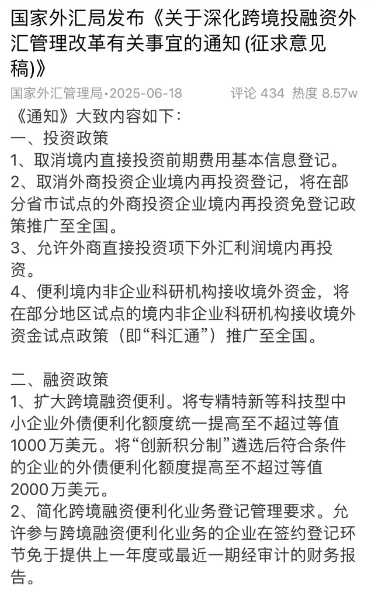 国家外汇局发布《关于深化跨境投融资外
汇管理改革有关事宜的通知(征求意见
稿)》
国家外汇管理局·2025-06-18 评论 434 热度 8.57w
《通知》大致内容如下：
一、投资政策
1、取消境内直接投资前期费用基本信息登记。
2、取消外商投资企业境内再投资登记，将在部
分省市试点的外商投资企业境内再投资免登记政
策推广至全国。
3、允许外商直接投资项下外汇利润境内再投
资。
4、便利境内非企业科研机构接收境外资金，将
在部分地区试点的境内非企业科研机构接收境外
资金试点政策（即“科汇通”）推广至全国。
二、融资政策
1、扩大跨境融资便利。将专精特新等科技型中
小企业外债便利化额度统一提高至不超过等值
1000万美元。将“创新积分制”遴选后符合条件
的企业的外债便利化额度提高至不超过等值
2000万美元。
2、简化跨境融资便利化业务登记管理要求。允
许参与跨境融资便利化业务的企业在签约登记环
节免于提供上一年度或最近一期经审计的财务报
告。